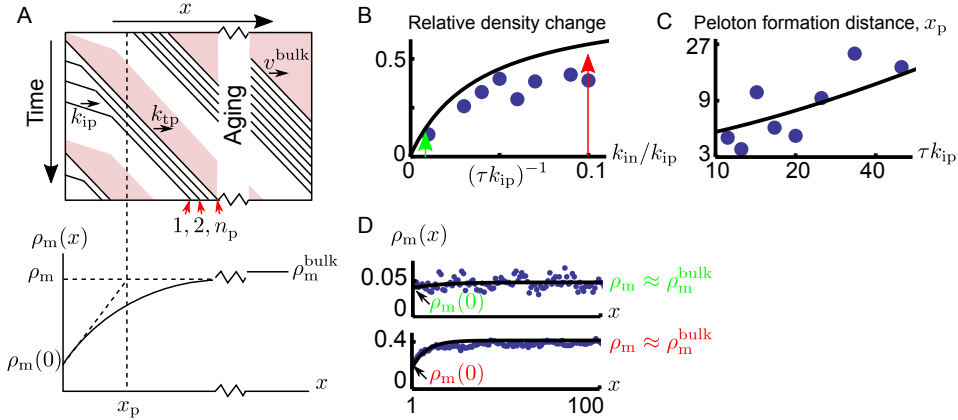 A
x
Time
k_ip
k_tp
v^bulk
Aging
1, 2, n_p
ρ_m(x)
ρ_m
ρ_m^bulk
ρ_m(0)
x_p
x
B
Relative density change
0.5
0
0
(τk_ip)^−1
0.1
k_in/k_ip
C
Peloton formation distance, x_p
27
9
3
10
20
τk_ip
D
ρ_m(x)
0.05
0
ρ_m(0)
ρ_m ≈ ρ_m^bulk
x
0.4
0
ρ_m(0)
ρ_m ≈ ρ_m^bulk
x
1
100